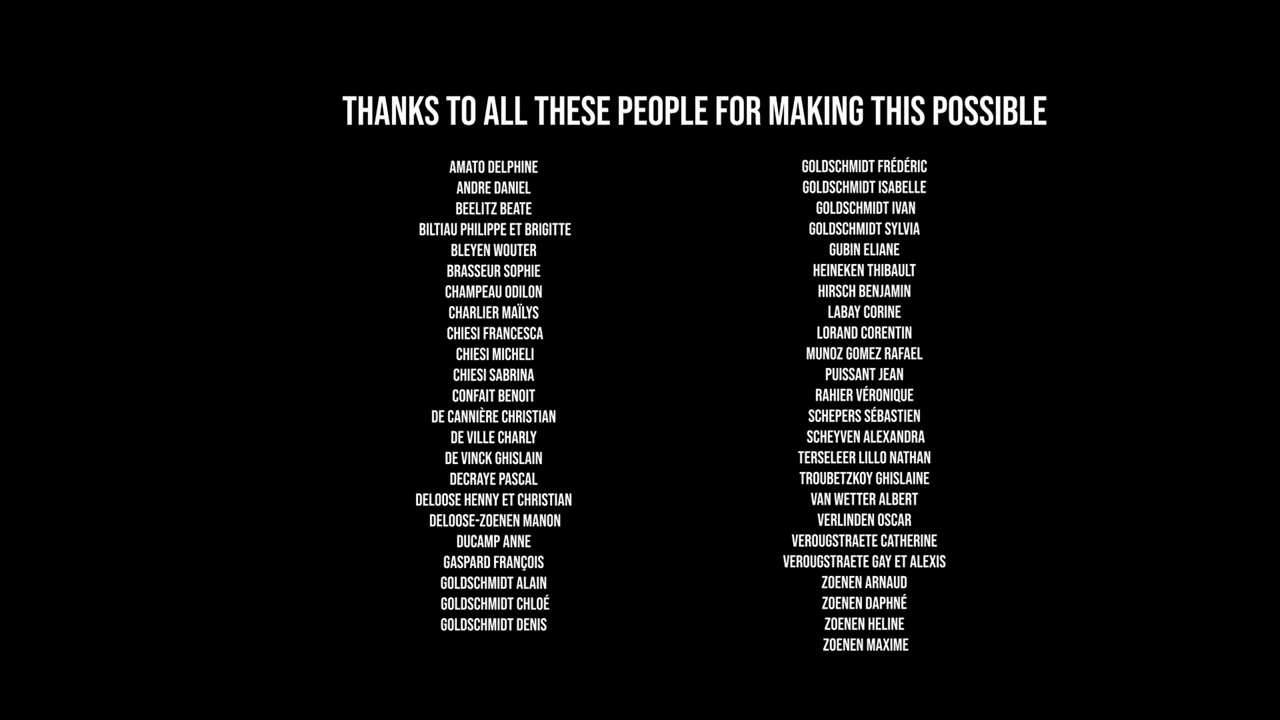 THANKS TO ALL THESE PEOPLE FOR MAKING THIS POSSIBLE
AMATO DELPHINE
ANDRE DANIEL
BEELITZ BEATE
BILTIAU PHILIPPE ET BRIGITTE
BLEYEN WOUTER
BRASSEUR SOPHIE
CHAMPEAU ODILON
CHARLIER MAÏLYS
CHIESI FRANCESCA
CHIESI MICHELI
CHIESI SABRINA
CONFAIT BENOIT
DE CANNIÈRE CHRISTIAN
DE VILLE CHARLY
DE VINCK GHISLAIN
DECRAYE PASCAL
DELOOSE HENNY ET CHRISTIAN
DELOOSE-ZOENEN MANON
DUCAMP ANNE
GASPARD FRANÇOIS
GOLDSCHMIDT ALAIN
GOLDSCHMIDT CHLOÉ
GOLDSCHMIDT DENIS
GOLDSCHMIDT FRÉDÉRIC
GOLDSCHMIDT ISABELLE
GOLDSCHMIDT IVAN
GOLDSCHMIDT SYLVIA
GUBIN ELIANE
HEINEKEN THIBAULT
HIRSCH BENJAMIN
LABAY CORINE
LORAND CORENTIN
MUNOZ GOMEZ RAFAEL
PUISSANT JEAN
RAHIER VÉRONIQUE
SCHEPERS SÉBASTIEN
SCHEYVEN ALEXANDRA
TERSELEER LILLO NATHAN
TROUBETZKOY GHISLAINE
VAN WETTER ALBERT
VERLINDEN OSCAR
VEROUGSTRAETE CATHERINE
VEROUGSTRAETE GAY ET ALEXIS
ZOENEN ARNAUD
ZOENEN DAPHNÉ
ZOENEN HELINE
ZOENEN MAXIME